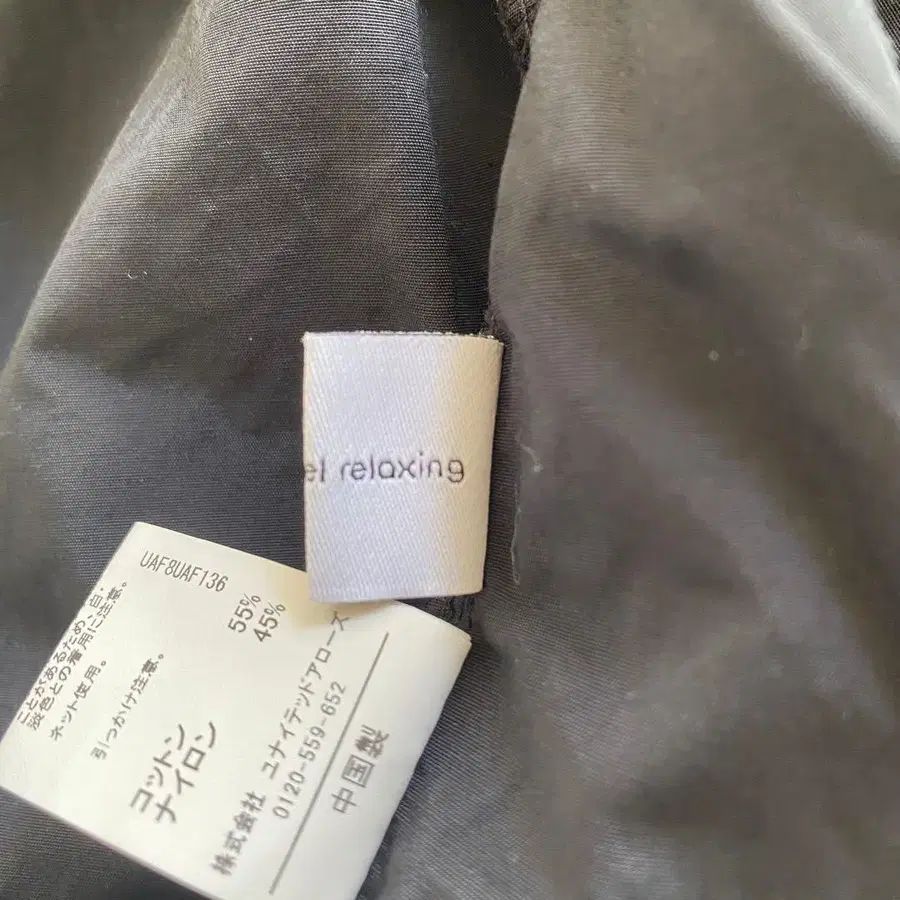 el relaxing
UAF8UAF136
ことがあるため、白・
淡色との着用に注意。
ネット使用。
引っかけ注意。
コットン 55%
ナイロン 45%
株式会社 ユナイテッドアローズ
0120-559-652
中国製